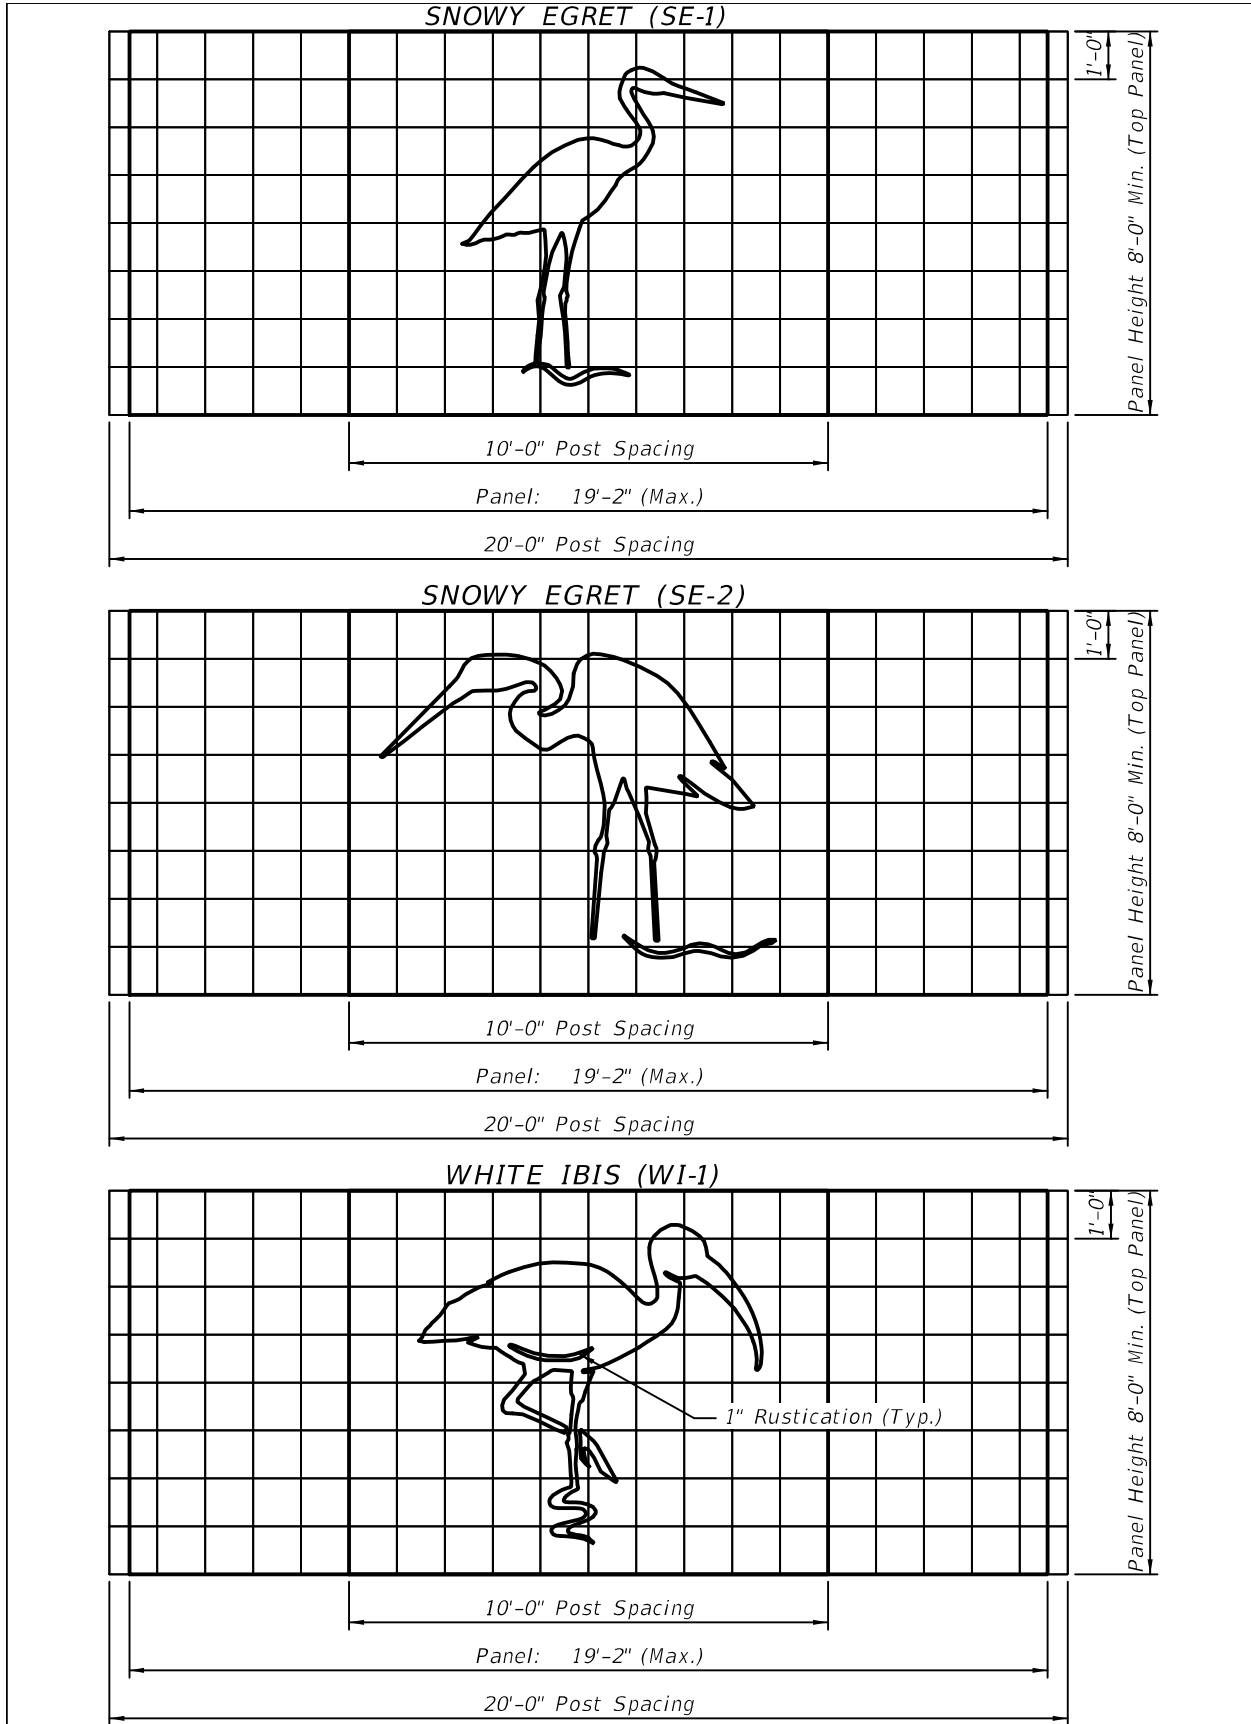 SNOWY EGRET (SE-1)
1'-0"
Panel Height 8'-0" Min. (Top Panel)
10'-0" Post Spacing
Panel: 19'-2" (Max.)
20'-0" Post Spacing
SNOWY EGRET (SE-2)
1'-0"
Panel Height 8'-0" Min. (Top Panel)
10'-0" Post Spacing
Panel: 19'-2" (Max.)
20'-0" Post Spacing
WHITE IBIS (WI-1)
1'-0"
Panel Height 8'-0" Min. (Top Panel)
1" Rustication (Typ.)
10'-0" Post Spacing
Panel: 19'-2" (Max.)
20'-0" Post Spacing